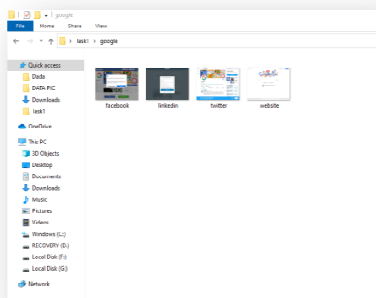 google
File Home Share View
task1 > google
Quick access
Dada
DATA PIC
Downloads
task1
OneDrive
This PC
3D Objects
Desktop
Documents
Downloads
Music
Pictures
Videos
Windows (C:)
RECOVERY (D:)
Local Disk (F:)
Local Disk (G:)
Network
facebook linkedin twitter website